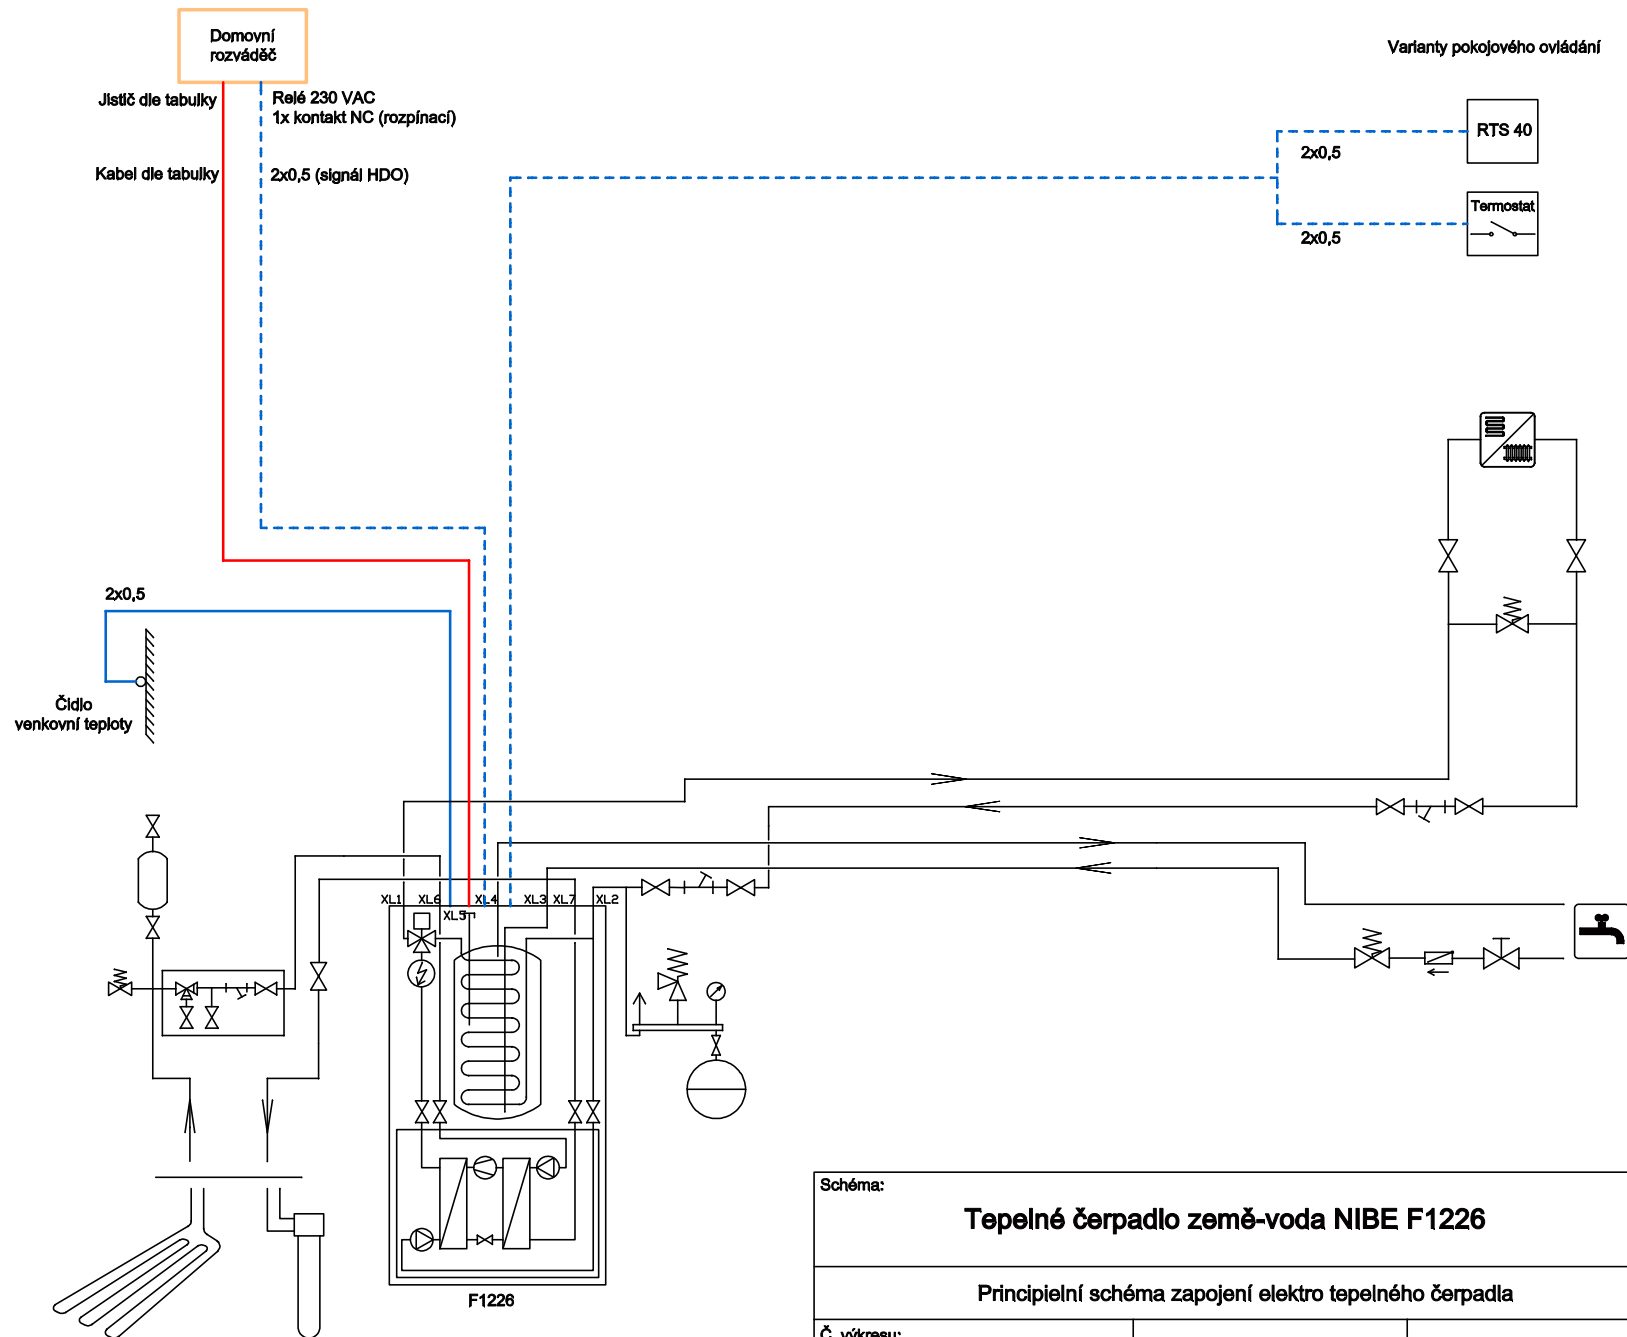 Domovní
rozváděč
Varianty pokojového ovládání
Jistič dle tabulky
Relé 230 VAC
1x kontakt NC (rozpínací)
RTS 40
2x0,5
Kabel dle tabulky
2x0,5 (signál HDO)
Termostat
2x0,5
2x0,5
Čidlo
venkovní teploty
XL1
XL6
XL5
XL4
XL3
XL7
XL2
F1226
Schéma:
Tepelné čerpadlo země-voda NIBE F1226
Principielní schéma zapojení elektro tepelného čerpadla
Č. výkresu: